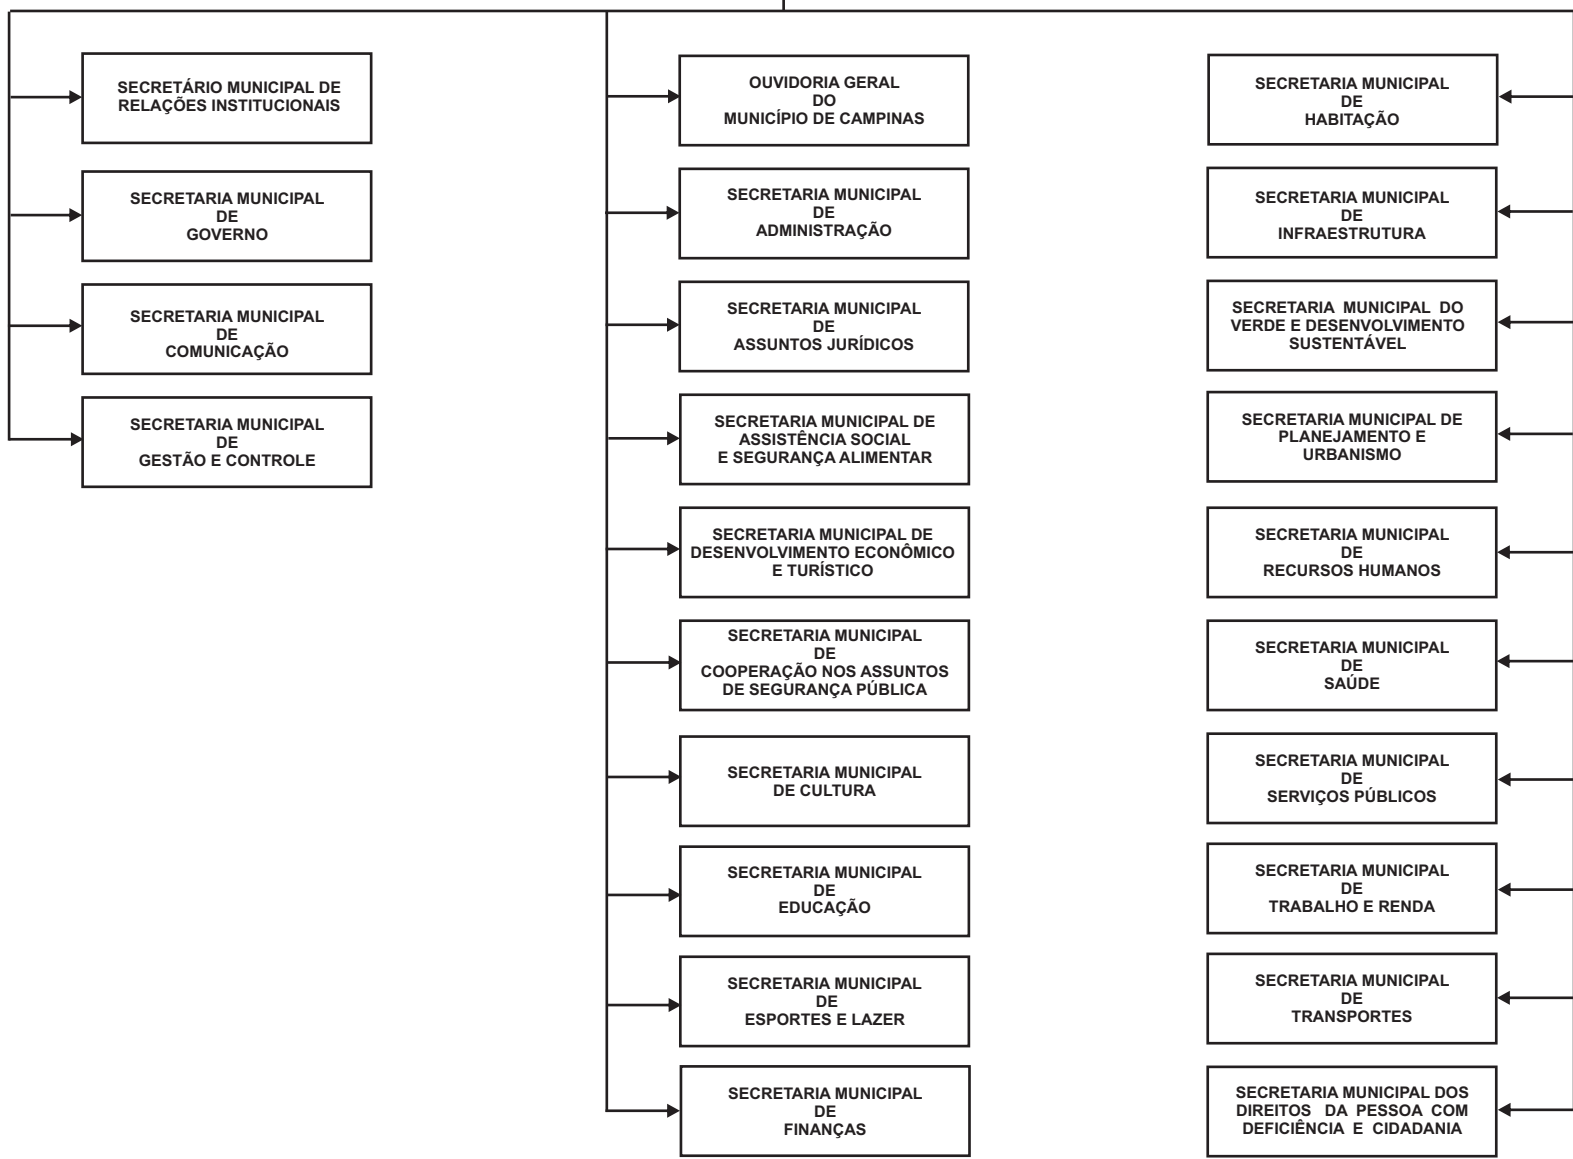 SECRETÁRIO MUNICIPAL DE
RELAÇÕES INSTITUCIONAIS
SECRETARIA MUNICIPAL
DE
GOVERNO
SECRETARIA MUNICIPAL
DE
COMUNICAÇÃO
SECRETARIA MUNICIPAL
DE
GESTÃO E CONTROLE
OUVIDORIA GERAL
DO
MUNICÍPIO DE CAMPINAS
SECRETARIA MUNICIPAL
DE
ADMINISTRAÇÃO
SECRETARIA MUNICIPAL
DE
ASSUNTOS JURÍDICOS
SECRETARIA MUNICIPAL DE
ASSISTÊNCIA SOCIAL
E SEGURANÇA ALIMENTAR
SECRETARIA MUNICIPAL DE
DESENVOLVIMENTO ECONÔMICO
E TURÍSTICO
SECRETARIA MUNICIPAL
DE
COOPERAÇÃO NOS ASSUNTOS
DE SEGURANÇA PÚBLICA
SECRETARIA MUNICIPAL
DE CULTURA
SECRETARIA MUNICIPAL
DE
EDUCAÇÃO
SECRETARIA MUNICIPAL
DE
ESPORTES E LAZER
SECRETARIA MUNICIPAL
DE
FINANÇAS
SECRETARIA MUNICIPAL
DE
HABITAÇÃO
SECRETARIA MUNICIPAL
DE
INFRAESTRUTURA
SECRETARIA MUNICIPAL DO
VERDE E DESENVOLVIMENTO
SUSTENTÁVEL
SECRETARIA MUNICIPAL DE
PLANEJAMENTO E
URBANISMO
SECRETARIA MUNICIPAL
DE
RECURSOS HUMANOS
SECRETARIA MUNICIPAL
DE
SAÚDE
SECRETARIA MUNICIPAL
DE
SERVIÇOS PÚBLICOS
SECRETARIA MUNICIPAL
DE
TRABALHO E RENDA
SECRETARIA MUNICIPAL
DE
TRANSPORTES
SECRETARIA MUNICIPAL DOS
DIREITOS DA PESSOA COM
DEFICIÊNCIA E CIDADANIA